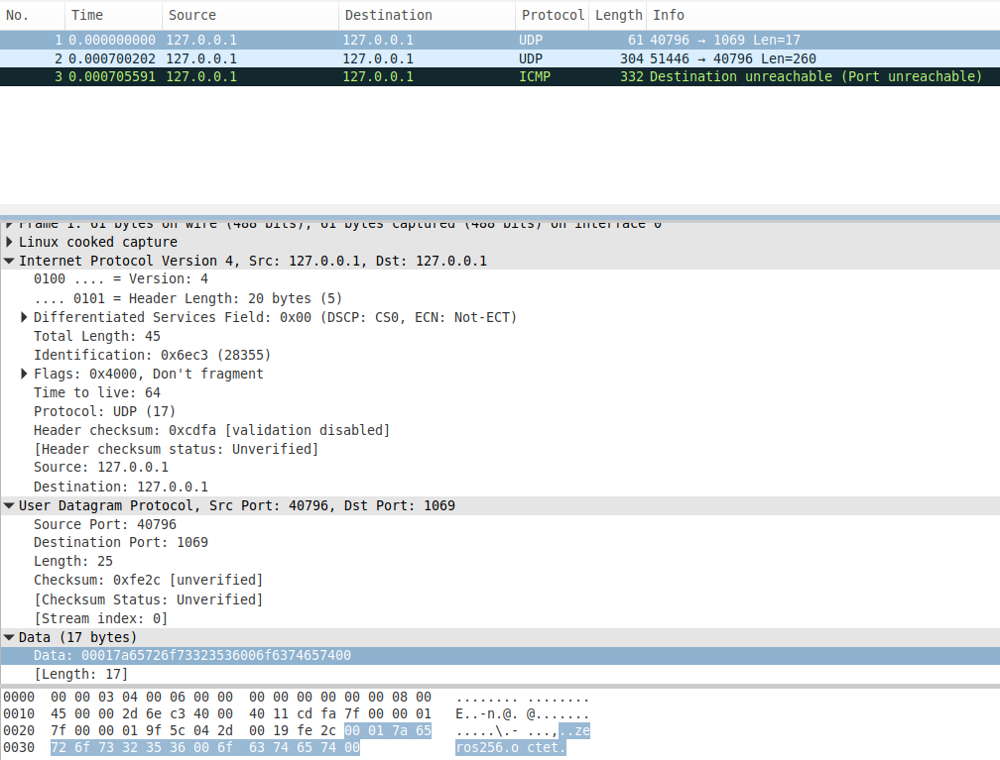 No. Time Source Destination Protocol Length Info
1 0.000000000 127.0.0.1 127.0.0.1 UDP 61 40796 → 1069 Len=17
2 0.000700202 127.0.0.1 127.0.0.1 UDP 304 51446 → 40796 Len=260
3 0.000705591 127.0.0.1 127.0.0.1 ICMP 332 Destination unreachable (Port unreachable)
Frame 1: 61 bytes on wire (488 bits), 61 bytes captured (488 bits) on interface 0
Linux cooked capture
Internet Protocol Version 4, Src: 127.0.0.1, Dst: 127.0.0.1
0100 .... = Version: 4
.... 0101 = Header Length: 20 bytes (5)
Differentiated Services Field: 0x00 (DSCP: CS0, ECN: Not-ECT)
Total Length: 45
Identification: 0x6ec3 (28355)
Flags: 0x4000, Don't fragment
Time to live: 64
Protocol: UDP (17)
Header checksum: 0xcdfa [validation disabled]
[Header checksum status: Unverified]
Source: 127.0.0.1
Destination: 127.0.0.1
User Datagram Protocol, Src Port: 40796, Dst Port: 1069
Source Port: 40796
Destination Port: 1069
Length: 25
Checksum: 0xfe2c [unverified]
[Checksum Status: Unverified]
[Stream index: 0]
Data (17 bytes)
Data: 00017a65726f73323536006f6374657400
[Length: 17]
0000 00 00 03 04 00 06 00 00 00 00 00 00 00 00 08 00 ........ ........
0010 45 00 00 2d 6e c3 40 00 40 11 cd fa 7f 00 00 01 E..-n.@. @.......
0020 7f 00 00 01 9f 5c 04 2d 00 19 fe 2c 00 01 7a 65 .....\.- ...,..ze
0030 72 6f 73 32 35 36 00 6f 63 74 65 74 00 ros256.o ctet.